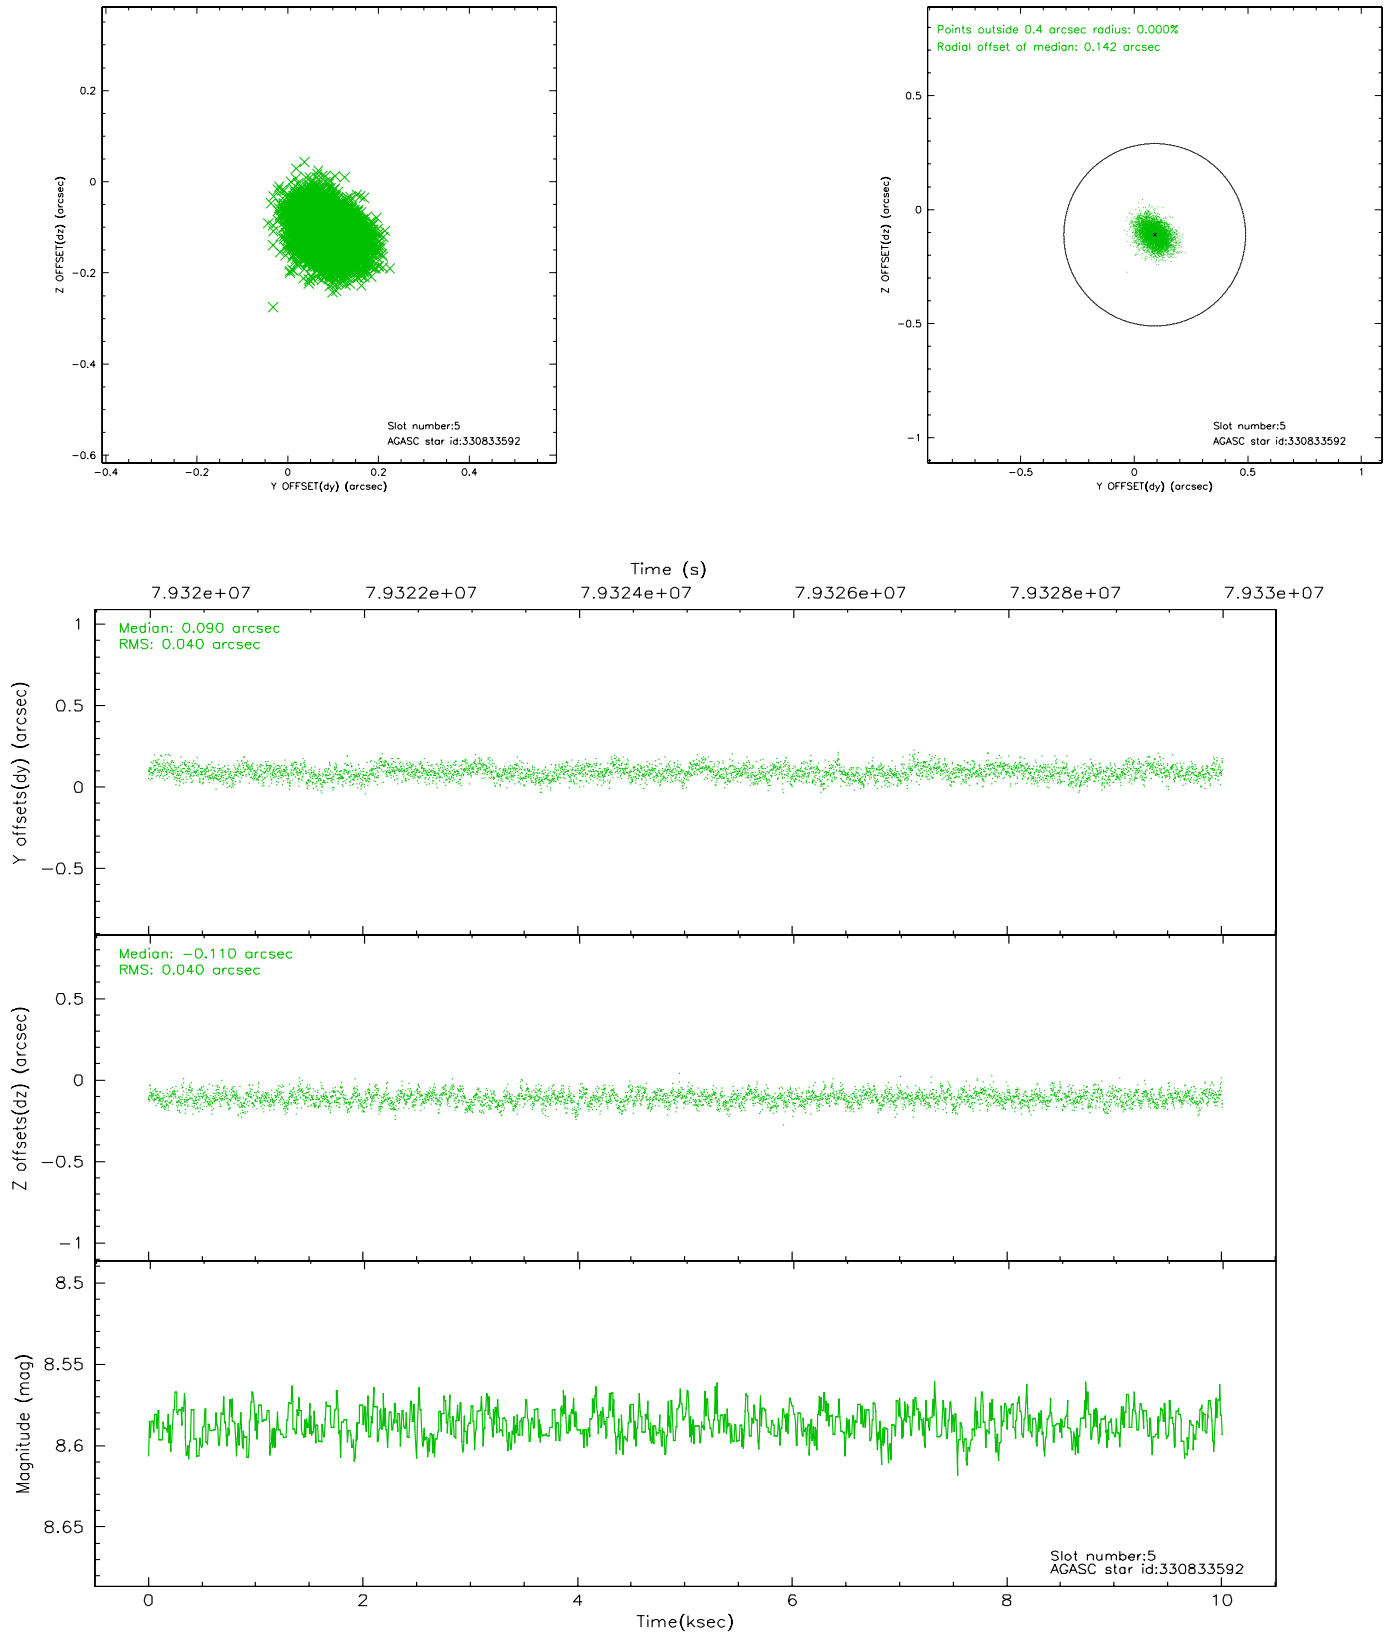 0.2
0
−0.2
−0.4
−0.6
Z OFFSET(dz) (arcsec)
Slot number:5
AGASC star id:330833592
−0.4
−0.2
0
0.2
0.4
Y OFFSET(dy) (arcsec)
Points outside 0.4 arcsec radius: 0.000%
Radial offset of median: 0.142 arcsec
0.5
0
−0.5
−1
Z OFFSET(dz) (arcsec)
Slot number:5
AGASC star id:330833592
−0.5
0
0.5
1
Y OFFSET(dy) (arcsec)
Time (s)
7.932e+07
7.9322e+07
7.9324e+07
7.9326e+07
7.9328e+07
7.933e+07
Median: 0.090 arcsec
RMS: 0.040 arcsec
1
0.5
0
−0.5
Y offsets(dy) (arcsec)
Median: −0.110 arcsec
RMS: 0.040 arcsec
0.5
0
−0.5
−1
Z offsets(dz) (arcsec)
8.5
8.55
8.6
8.65
Magnitude (mag)
Slot number:5
AGASC star id:330833592
0
2
4
6
8
10
Time(ksec)